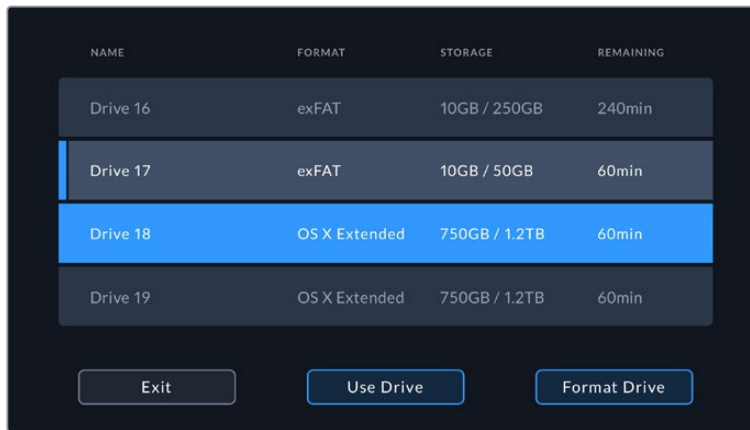 NAME FORMAT STORAGE REMAINING
Drive 16 exFAT 10GB / 250GB 240min
Drive 17 exFAT 10GB / 50GB 60min
Drive 18 OS X Extended 750GB / 1.2TB 60min
Drive 19 OS X Extended 750GB / 1.2TB 60min
Exit Use Drive Format Drive